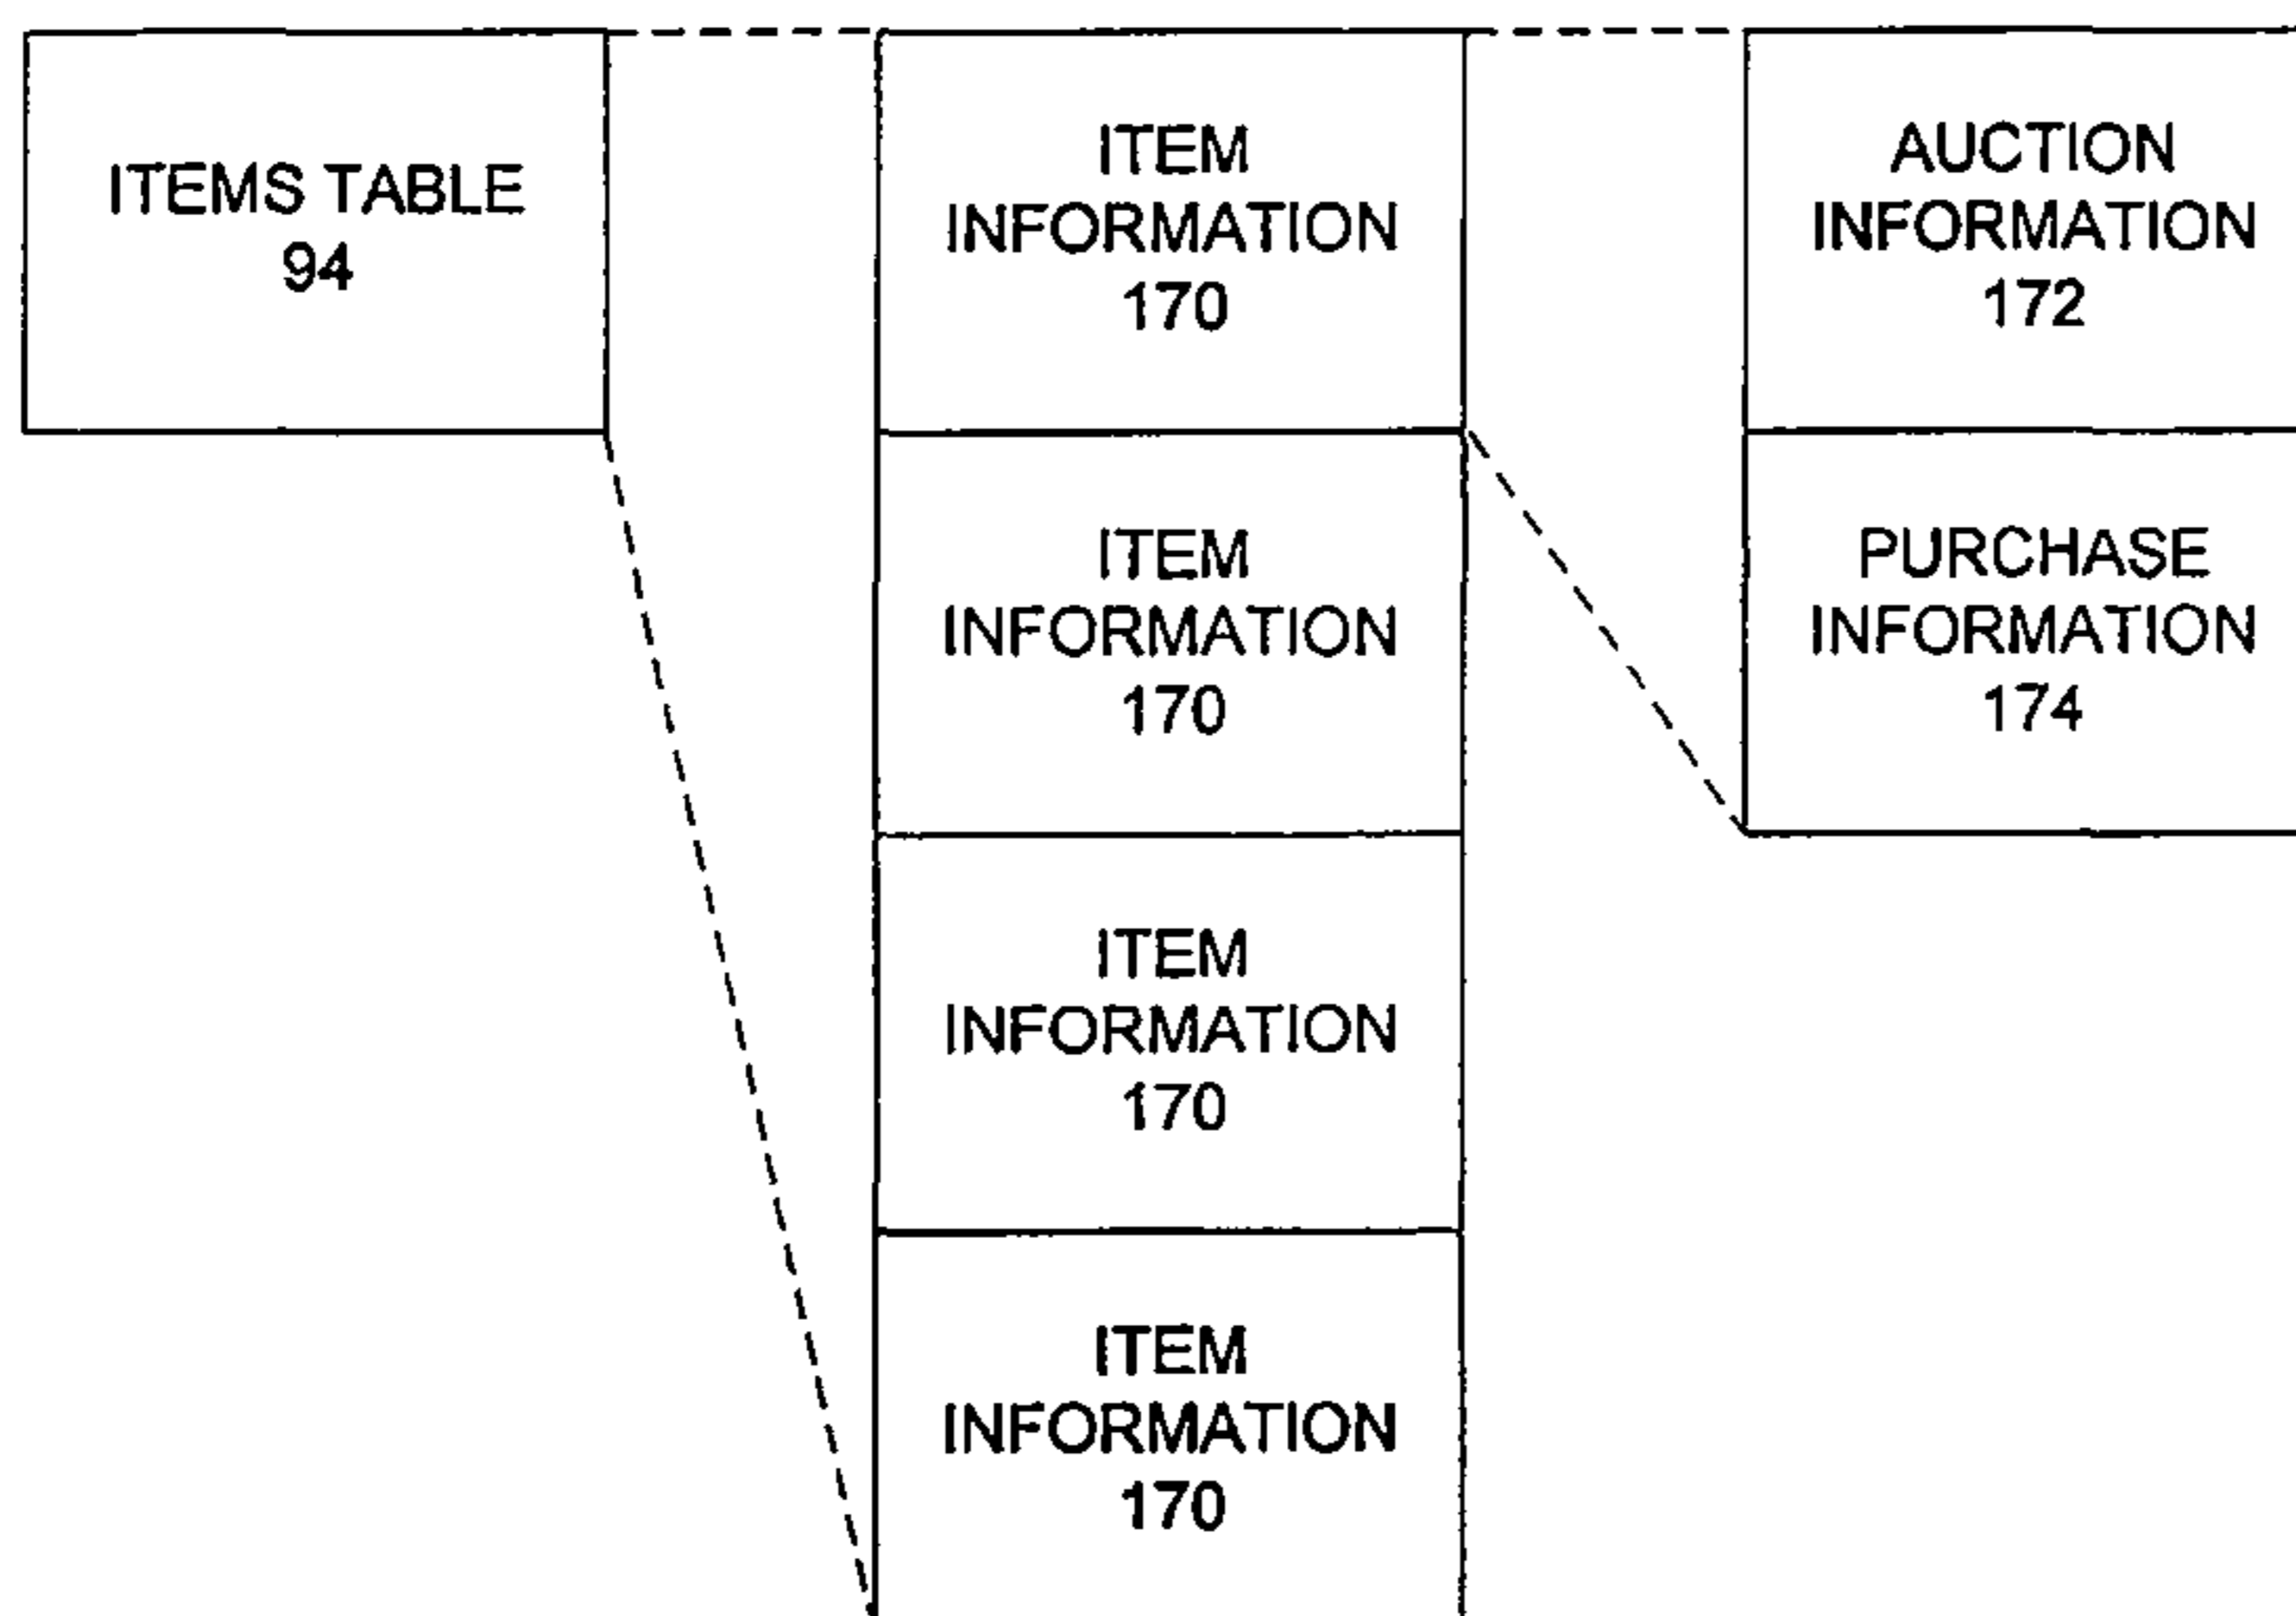 ITEMS TABLE
94
ITEM
INFORMATION
170
ITEM
INFORMATION
170
ITEM
INFORMATION
170
ITEM
INFORMATION
170
AUCTION
INFORMATION
172
PURCHASE
INFORMATION
174